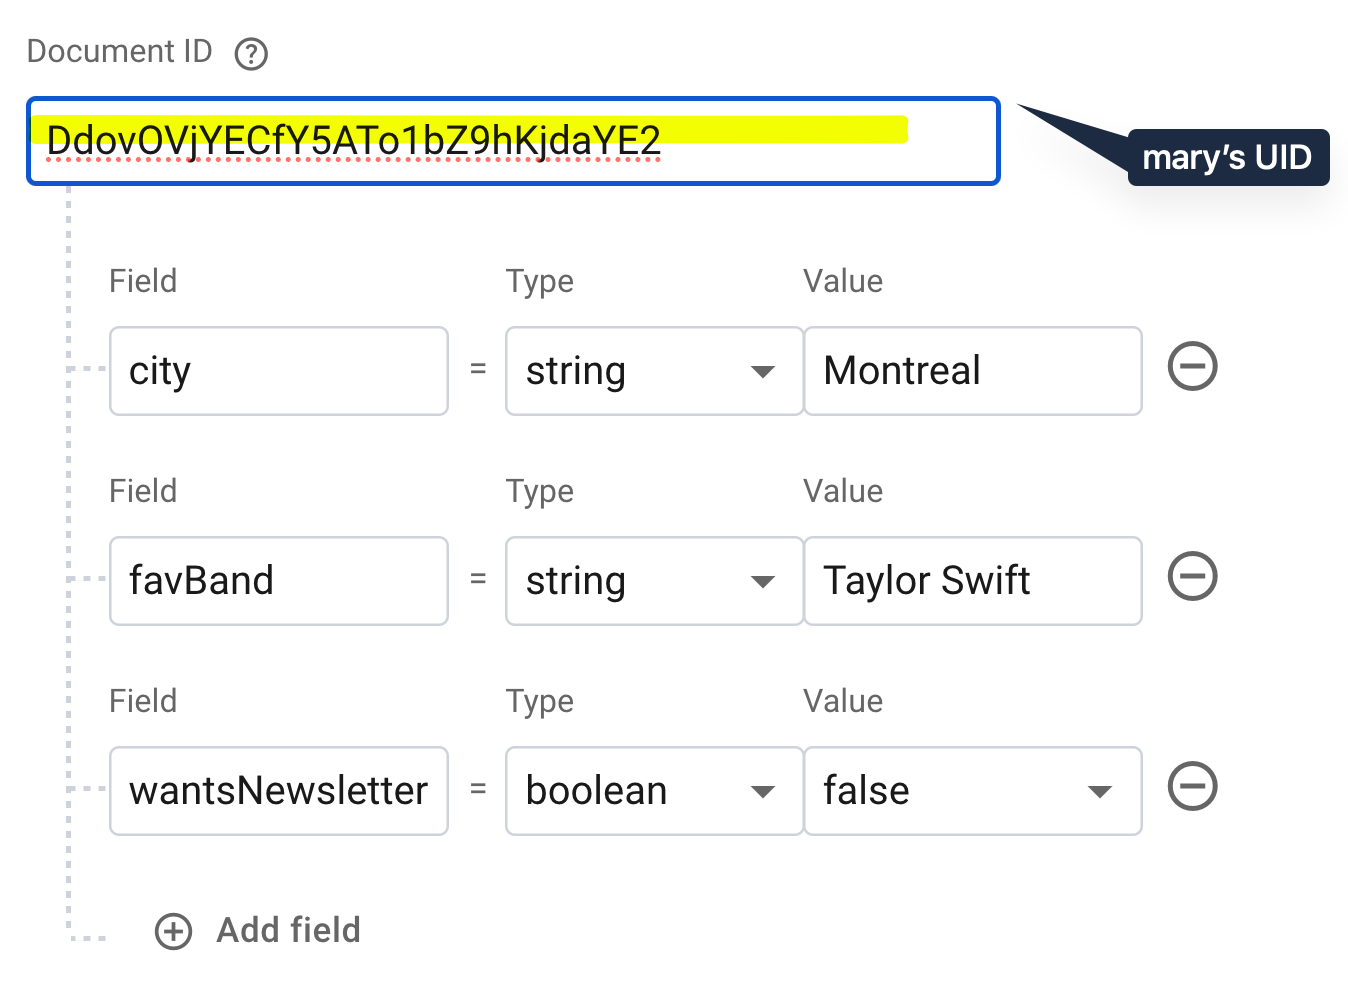 Document ID ?
DdovOVjYECfY5ATo1bZ9hKjdaYE2
mary's UID
Field Type Value
city = string Montreal
Field Type Value
favBand = string Taylor Swift
Field Type Value
wantsNewsletter = boolean false
Add field